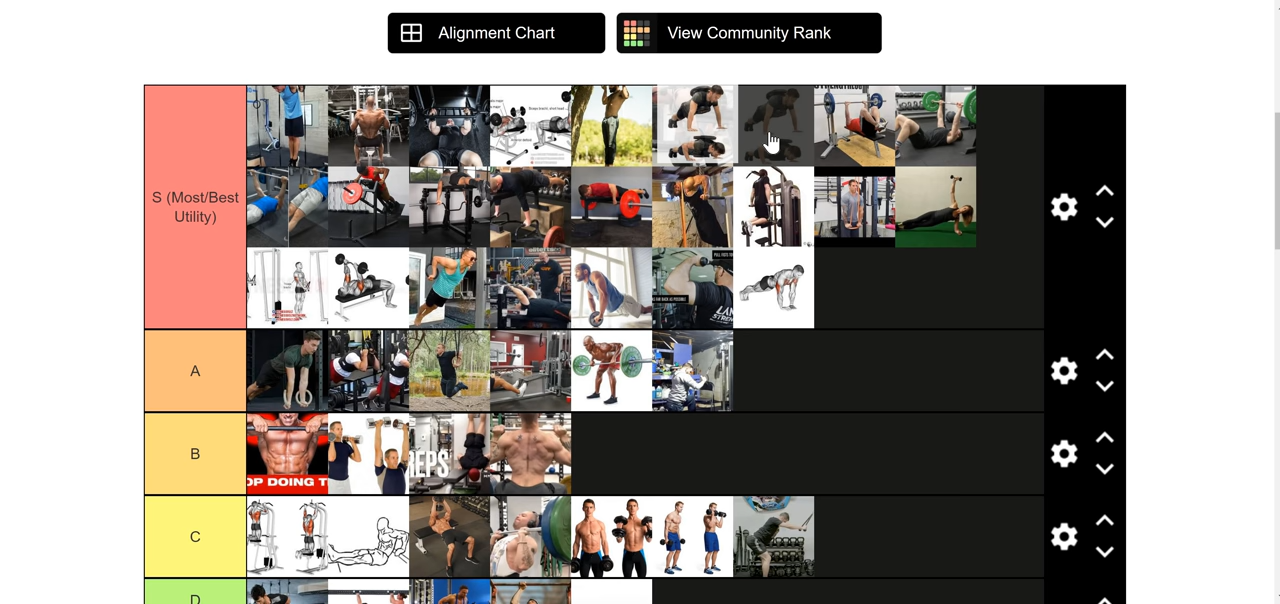 Alignment Chart
View Community Rank
S (Most/Best
Utility)
A
B
OP DOING T
REPS
C
D